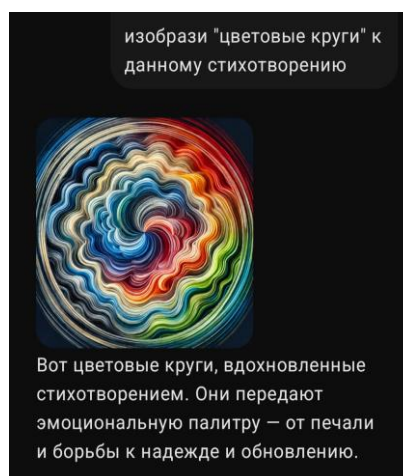 изобрази "цветовые круги" к
данному стихотворению
Вот цветовые круги, вдохновленные
стихотворением. Они передают
эмоциональную палитру — от печали
и борьбы к надежде и обновлению.